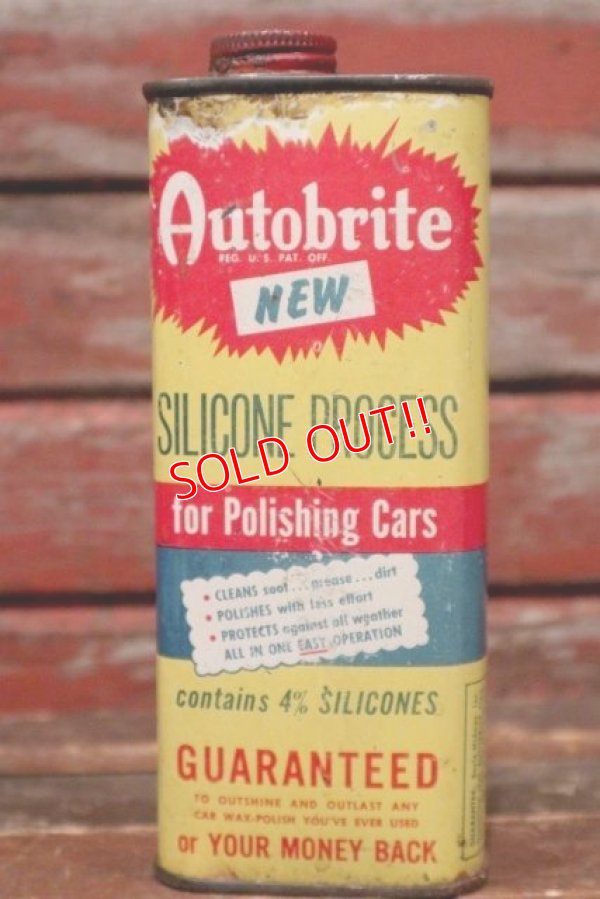 Autobrite
REG. U.S. PAT. OFF.
NEW
SILICONE PROCESS
SOLD OUT!!
for Polishing Cars
• CLEANS soot...grease...dirt
• POLISHES with less effort
• PROTECTS against all weather
ALL IN ONE EASY OPERATION
contains 4% SILICONES
GUARANTEED
TO OUTSHINE AND OUTLAST ANY
CAR WAX-POLISH YOU'VE EVER USED
or YOUR MONEY BACK